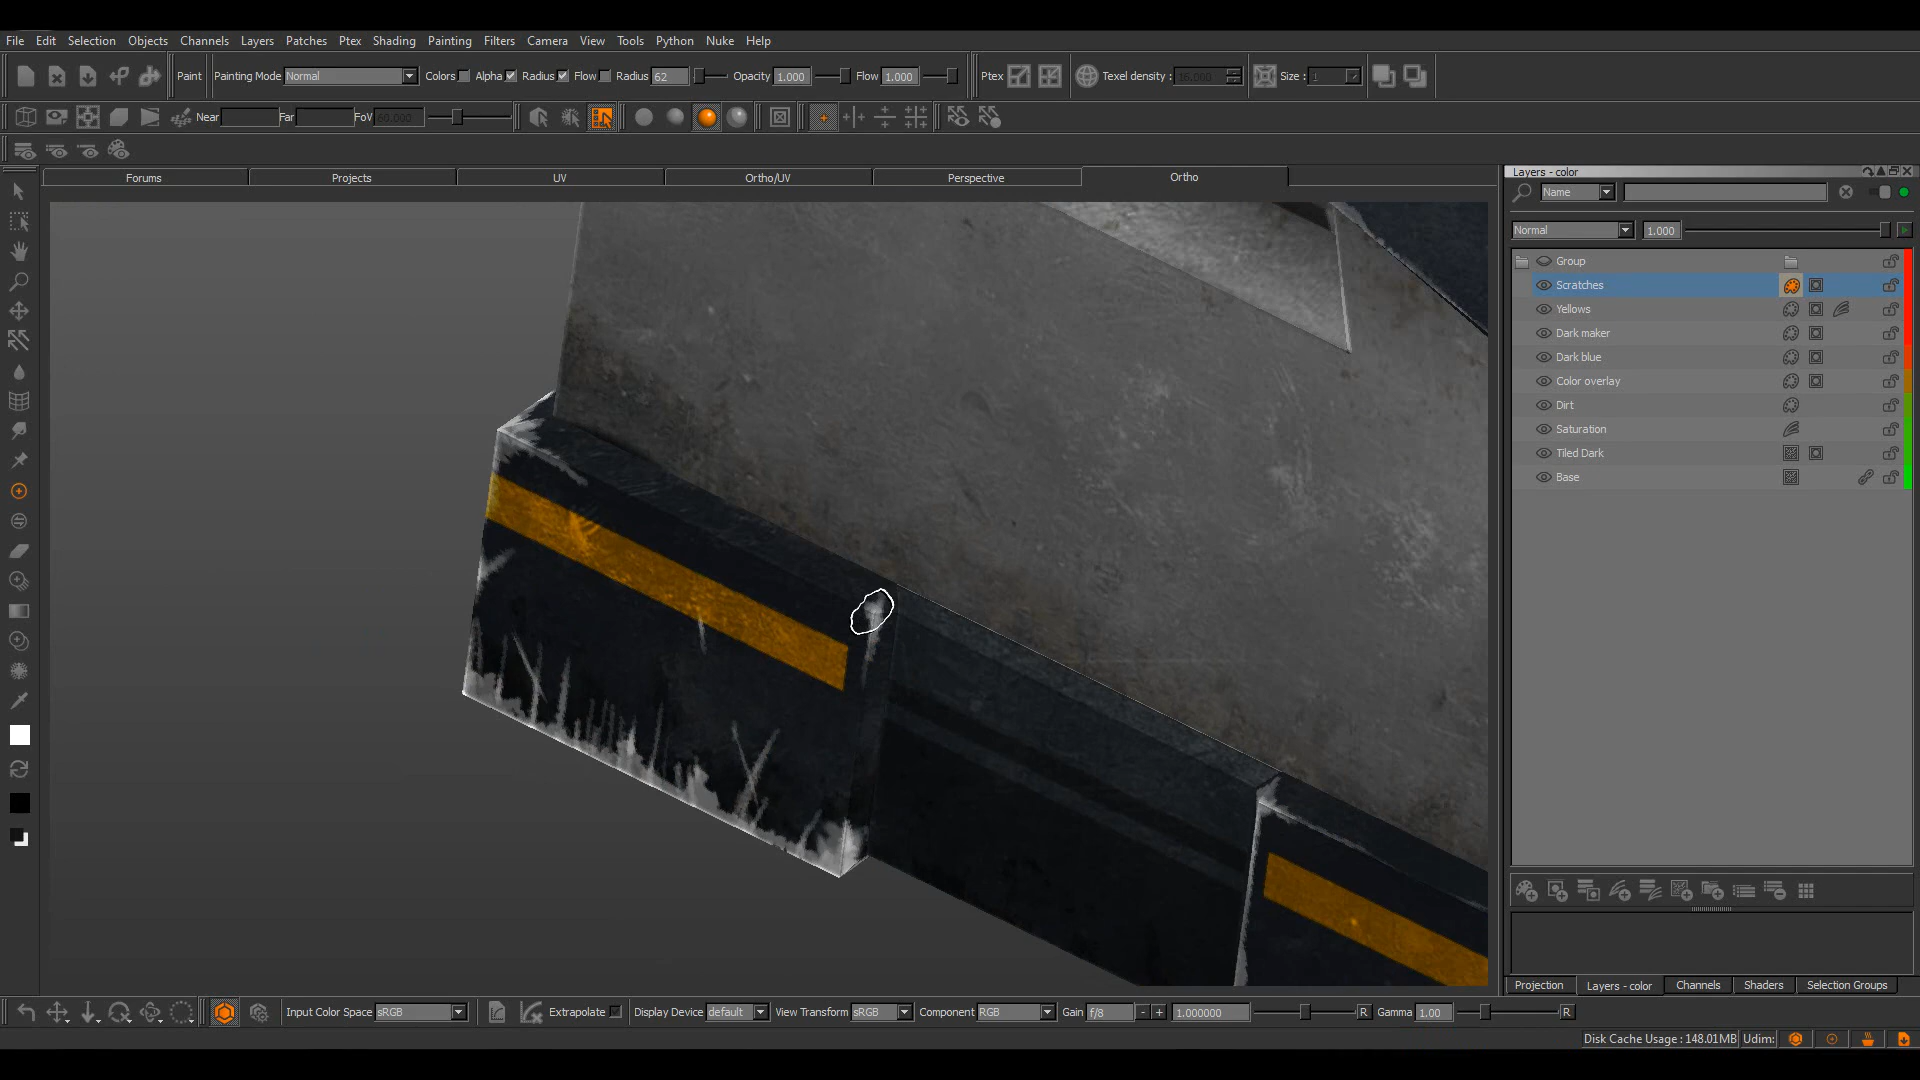 File Edit Selection Objects Channels Layers Patches Ptex Shading Painting Filters Camera View Tools Python Nuke Help
Paint Painting Mode Normal Colors Alpha Radius Flow Radius 62 Opacity 1.000 Flow 1.000 Ptex Texel density : 16.000 Size : 1
Near Far FoV 60.000
Forums Projects UV Ortho/UV Perspective Ortho
Layers - color
Name
Normal 1.000
Group
Scratches
Yellows
Dark maker
Dark blue
Color overlay
Dirt
Saturation
Tiled Dark
Base
Projection Layers - color Channels Shaders Selection Groups
Input Color Space sRGB Extrapolate Display Device default View Transform sRGB Component RGB Gain f/8 - + 1.000000 R Gamma 1.00 R
Disk Cache Usage : 148.01MB Udim: